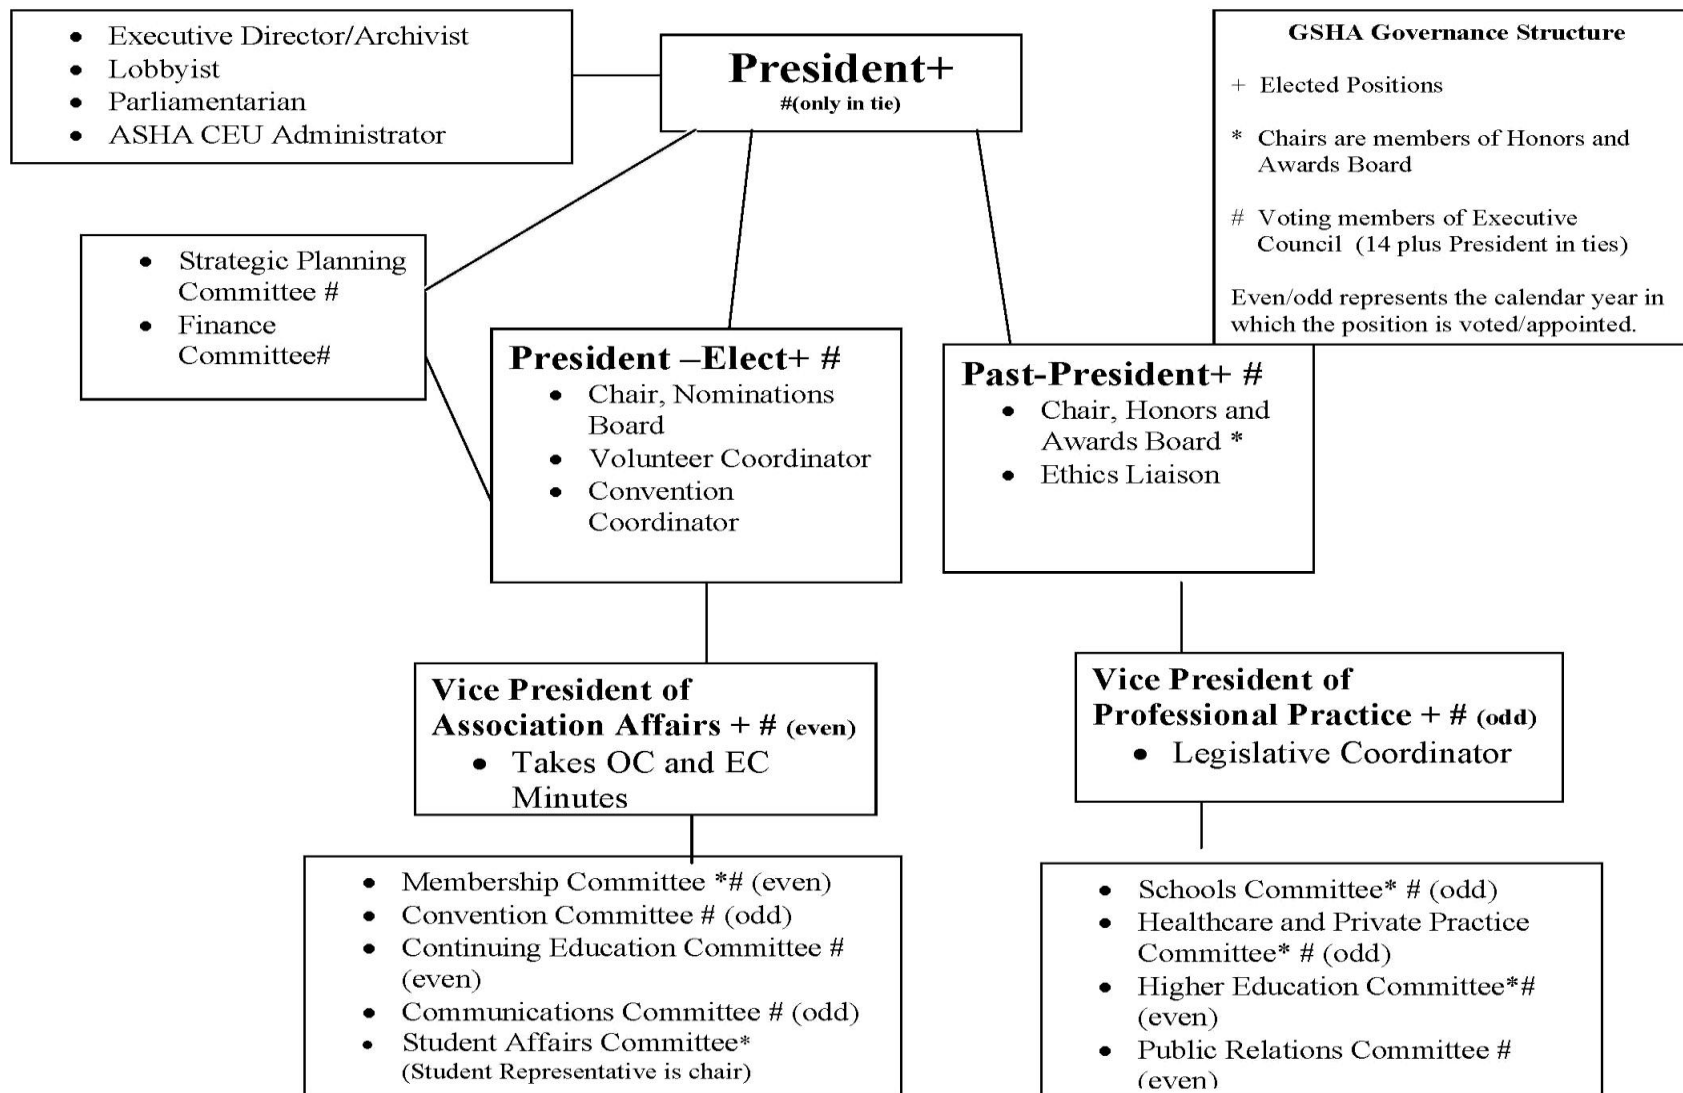 • Executive Director/Archivist
• Lobbyist
• Parliamentarian
• ASHA CEU Administrator
President+
#(only in tie)
GSHA Governance Structure
+ Elected Positions
* Chairs are members of Honors and
Awards Board
# Voting members of Executive
Council (14 plus President in ties)
Even/odd represents the calendar year in
which the position is voted/appointed.
• Strategic Planning
Committee #
• Finance
Committee#
President –Elect+ #
• Chair, Nominations
Board
• Volunteer Coordinator
• Convention
Coordinator
Past-President+ #
• Chair, Honors and
Awards Board *
• Ethics Liaison
Vice President of
Association Affairs + # (even)
• Takes OC and EC
Minutes
Vice President of
Professional Practice + # (odd)
• Legislative Coordinator
• Membership Committee *# (even)
• Convention Committee # (odd)
• Continuing Education Committee #
(even)
• Communications Committee # (odd)
• Student Affairs Committee*
(Student Representative is chair)
• Schools Committee* # (odd)
• Healthcare and Private Practice
Committee* # (odd)
• Higher Education Committee*#
(even)
• Public Relations Committee #
(even)